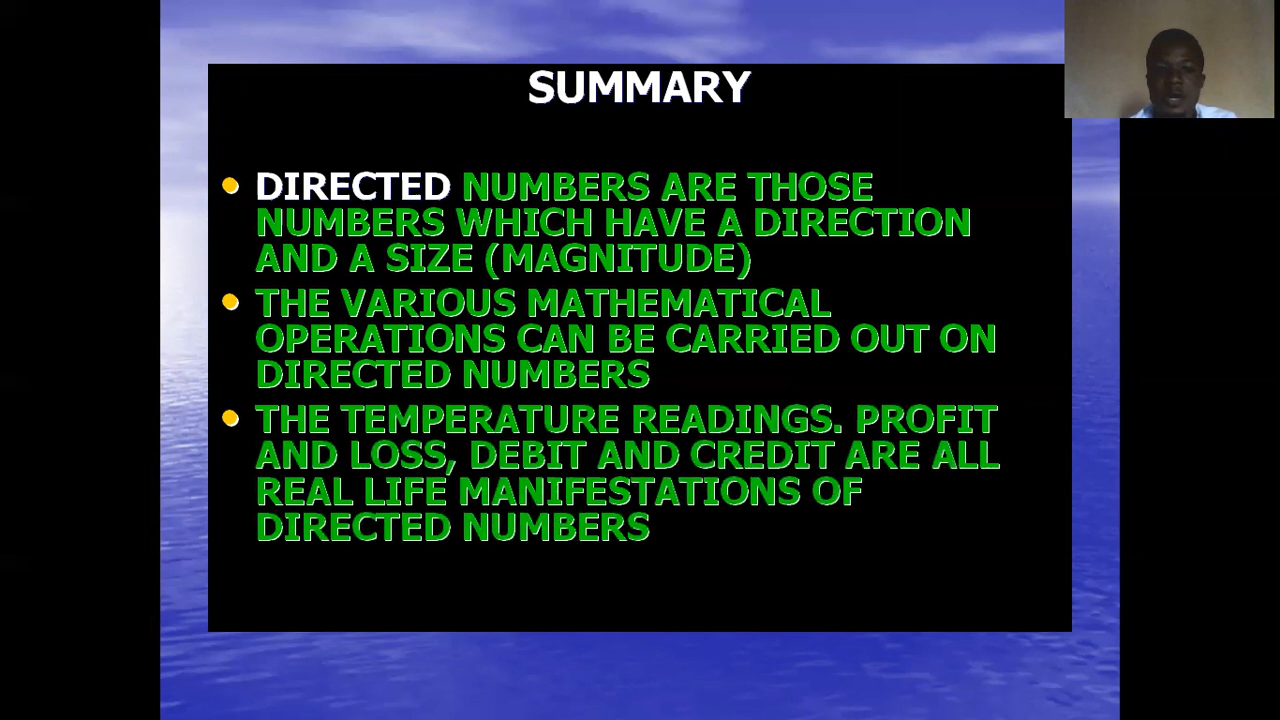 SUMMARY
DIRECTED NUMBERS ARE THOSE
NUMBERS WHICH HAVE A DIRECTION
AND A SIZE (MAGNITUDE)
THE VARIOUS MATHEMATICAL
OPERATIONS CAN BE CARRIED OUT ON
DIRECTED NUMBERS
THE TEMPERATURE READINGS. PROFIT
AND LOSS, DEBIT AND CREDIT ARE ALL
REAL LIFE MANIFESTATIONS OF
DIRECTED NUMBERS